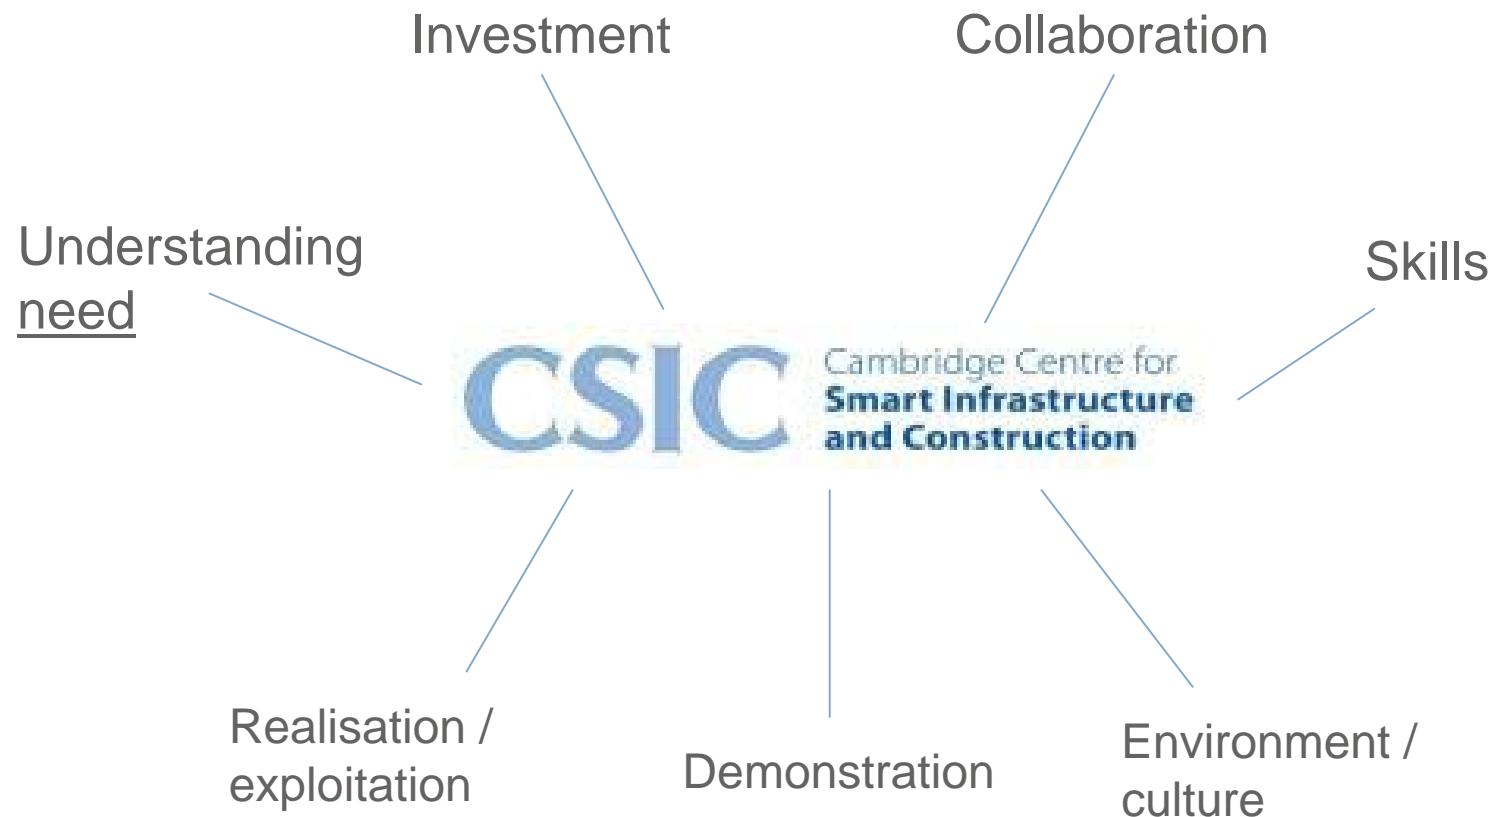 Investment
Collaboration
Understanding
need
Skills
CSIC
Cambridge Centre for
Smart Infrastructure
and Construction
Realisation /
exploitation
Demonstration
Environment /
culture